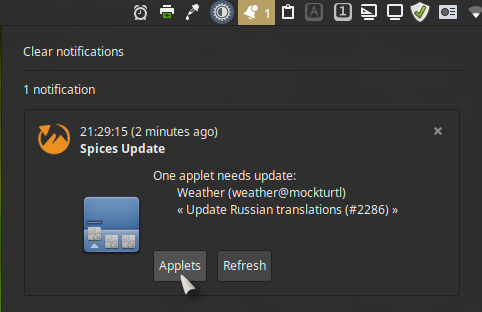 1
A
1
Clear notifications
1 notification
21:29:15 (2 minutes ago)
Spices Update
One applet needs update:
Weather (weather@mockturtl)
« Update Russian translations (#2286) »
Applets
Refresh